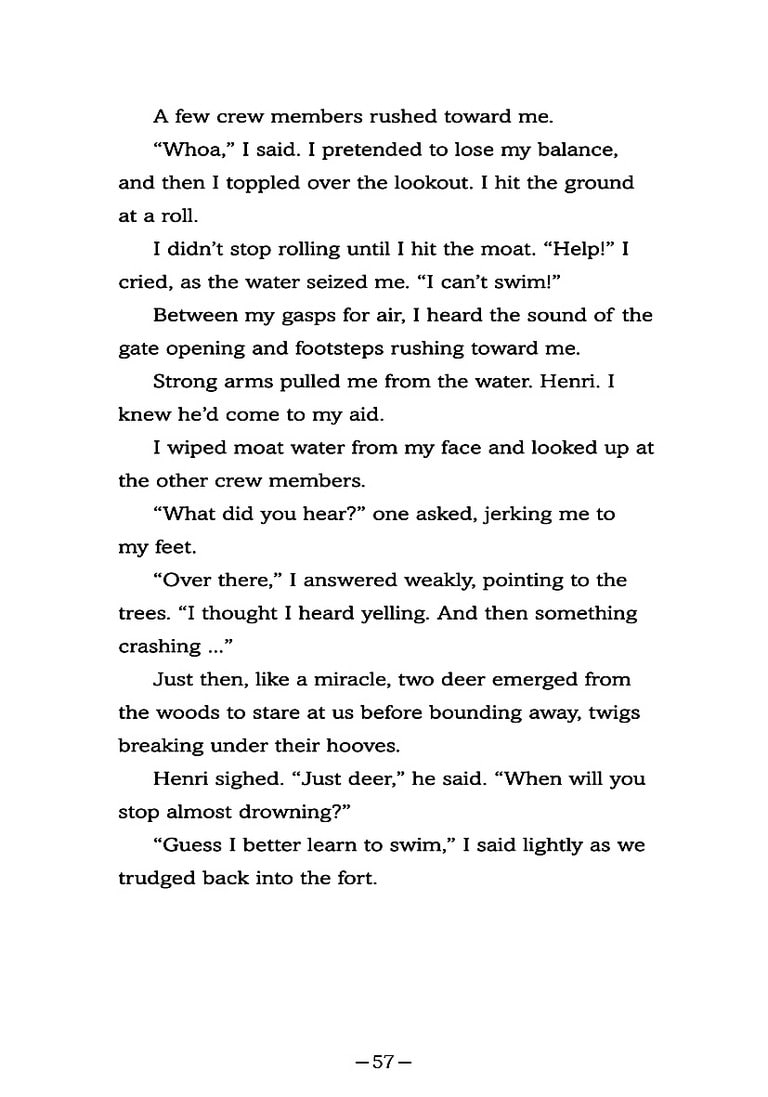 A few crew members rushed toward me.
“Whoa,” I said. I pretended to lose my balance,
and then I toppled over the lookout. I hit the ground
at a roll.
I didn’t stop rolling until I hit the moat. “Help!” I
cried, as the water seized me. “I can’t swim!”
Between my gasps for air, I heard the sound of the
gate opening and footsteps rushing toward me.
Strong arms pulled me from the water. Henri. I
knew he’d come to my aid.
I wiped moat water from my face and looked up at
the other crew members.
“What did you hear?” one asked, jerking me to
my feet.
“Over there,” I answered weakly, pointing to the
trees. “I thought I heard yelling. And then something
crashing ...”
Just then, like a miracle, two deer emerged from
the woods to stare at us before bounding away, twigs
breaking under their hooves.
Henri sighed. “Just deer,” he said. “When will you
stop almost drowning?”
“Guess I better learn to swim,” I said lightly as we
trudged back into the fort.
—57—